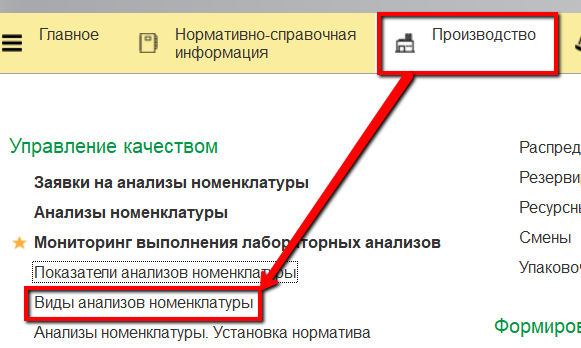 Главное
Нормативно-справочная
информация
Производство
Управление качеством
Заявки на анализы номенклатуры
Анализы номенклатуры
Мониторинг выполнения лабораторных анализов
Показатели анализов номенклатуры
Виды анализов номенклатуры
Анализы номенклатуры. Установка норматива
Распред
Резерви
Ресурсны
Смены
Упаковоч
Формиров